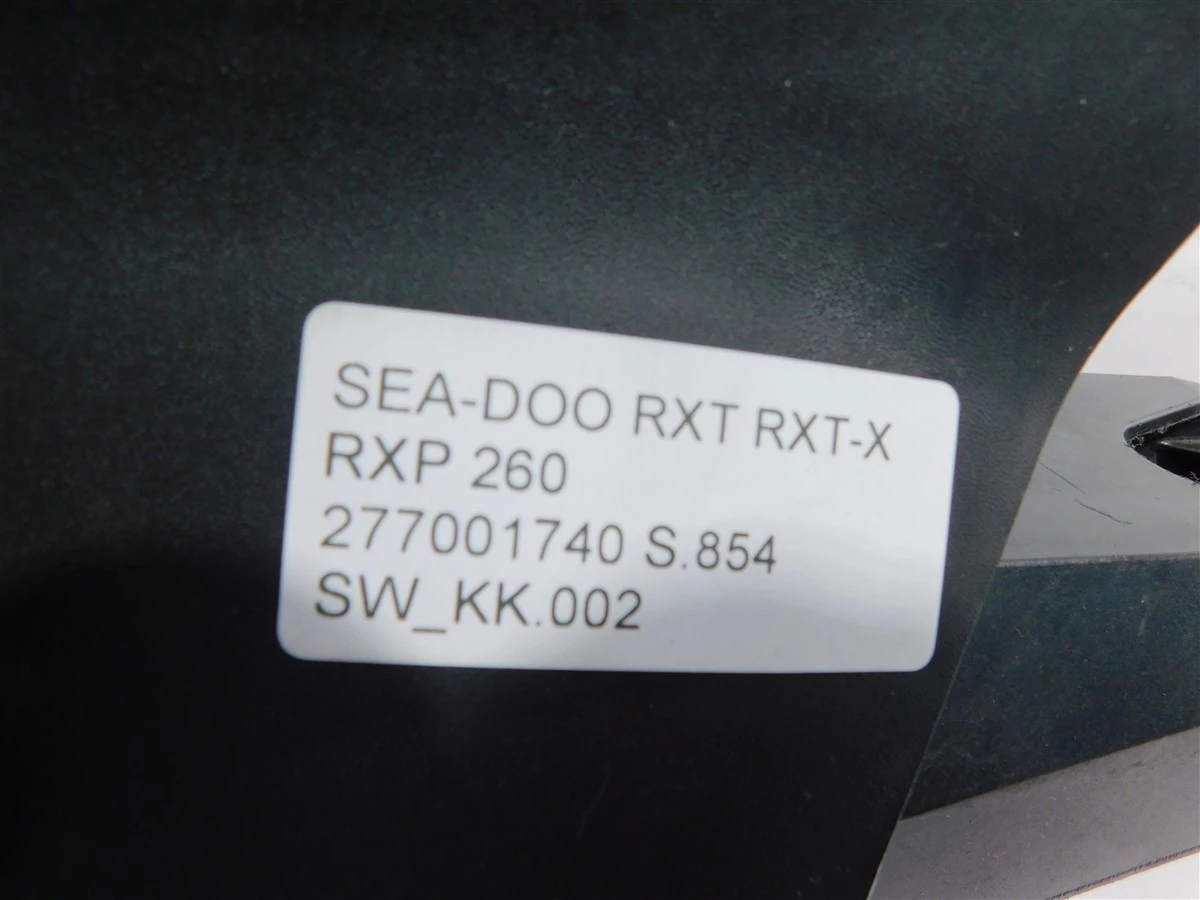 SEA-DOO RXT RXT-X
RXP 260
277001740 S.854
SW_KK.002